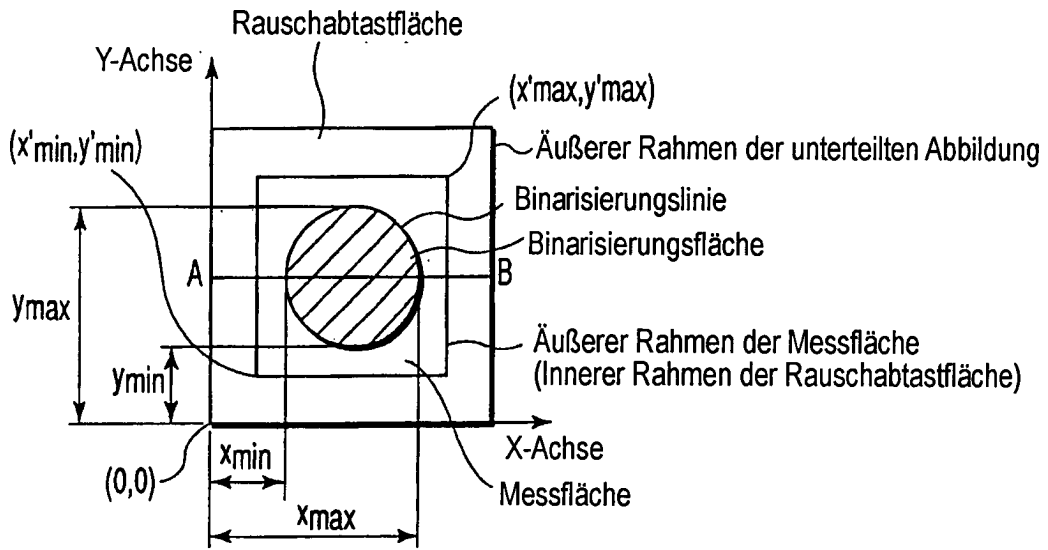 Rauschabtastfläche
Y-Achse
(x'max,y'max)
(x'min,y'min)
Äußerer Rahmen der unterteilten Abbildung
Binarisierungslinie
Binarisierungsfläche
A
B
ymax
Äußerer Rahmen der Messfläche
(Innerer Rahmen der Rauschabtastfläche)
ymin
X-Achse
xmin
(0,0)
Messfläche
xmax